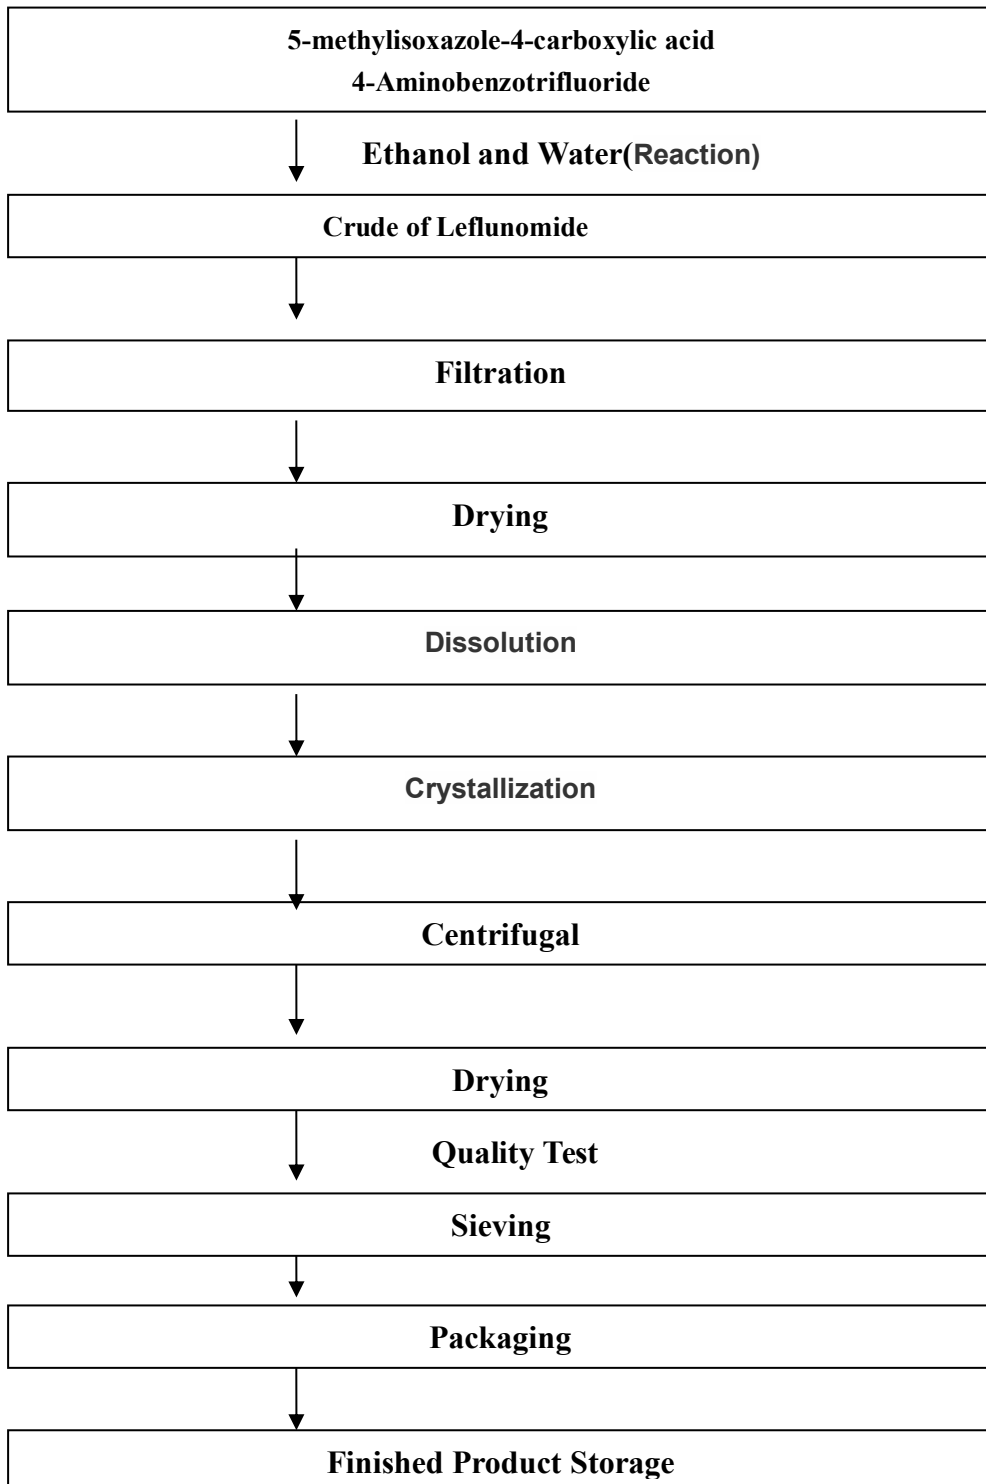 5-methylisoxazole-4-carboxylic acid
4-Aminobenzotrifluoride
Ethanol and Water(Reaction)
Crude of Leflunomide
Filtration
Drying
Dissolution
Crystallization
Centrifugal
Drying
Quality Test
Sieving
Packaging
Finished Product Storage